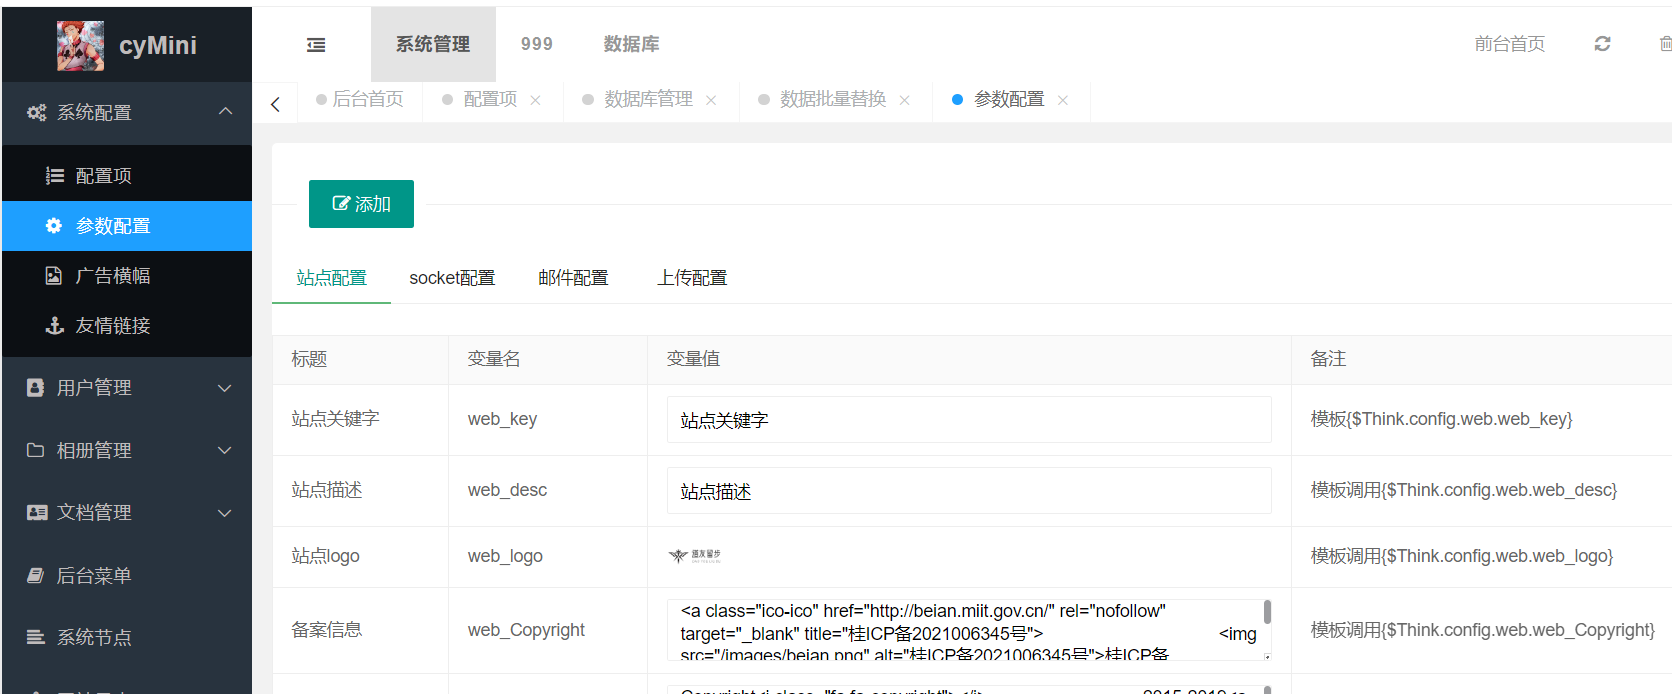 cyMini
系统管理
999
数据库
前台首页
后台首页
配置项
数据库管理
数据批量替换
参数配置
系统配置
配置项
参数配置
广告横幅
友情链接
用户管理
相册管理
文档管理
后台菜单
系统节点
添加
站点配置
socket配置
邮件配置
上传配置
标题
变量名
变量值
备注
站点关键字
web_key
站点关键字
模板{$Think.config.web.web_key}
站点描述
web_desc
站点描述
模板调用{$Think.config.web.web_desc}
站点logo
web_logo
道友留步
模板调用{$Think.config.web.web_logo}
备案信息
web_Copyright
<a class="ico-ico" href="http://beian.miit.gov.cn/" rel="nofollow"
target="_blank" title="桂ICP备2021006345号"> <img
src="/images/beian.png" alt="桂ICP备2021006345号">桂ICP备
模板调用{$Think.config.web.web_Copyright}